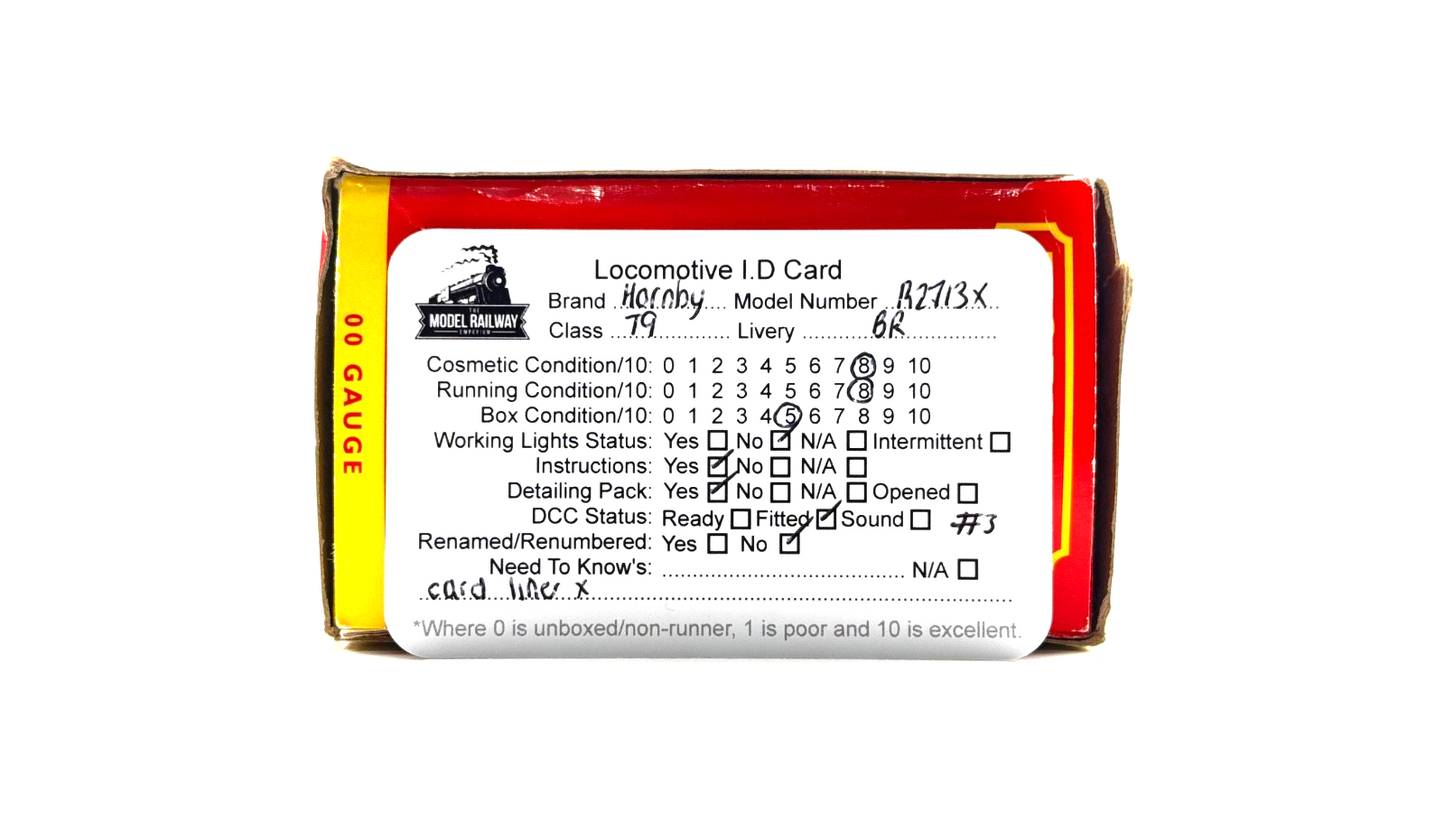 OO GAUGE
THE
MODEL RAILWAY
EMPORIUM
Locomotive I.D Card
Brand Hornby Model Number R2713X
Class T9 Livery BR
Cosmetic Condition/10: 0 1 2 3 4 5 6 7 8 9 10
Running Condition/10: 0 1 2 3 4 5 6 7 8 9 10
Box Condition/10: 0 1 2 3 4 5 6 7 8 9 10
Working Lights Status: Yes No N/A Intermittent
Instructions: Yes No N/A
Detailing Pack: Yes No N/A Opened
DCC Status: Ready Fitted Sound #3
Renamed/Renumbered: Yes No
Need To Know's: N/A
card liner x
*Where 0 is unboxed/non-runner, 1 is poor and 10 is excellent.